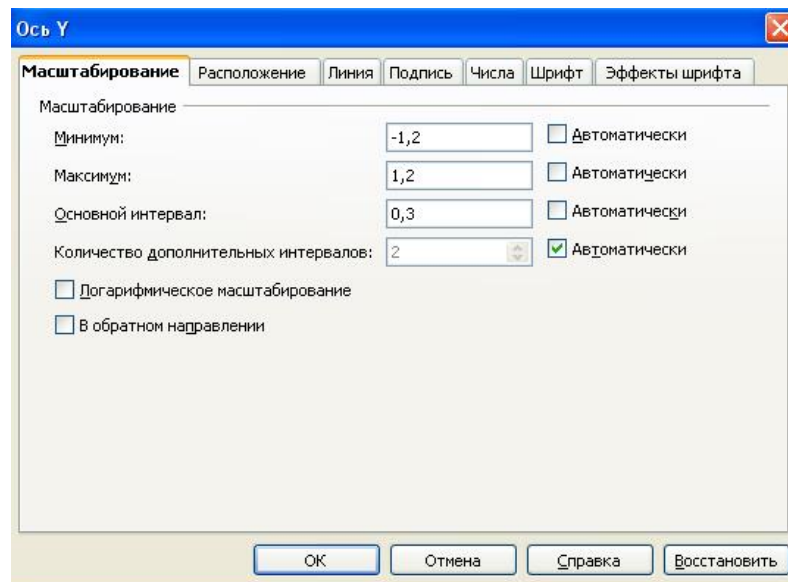 Ось Y
Масштабирование Расположение Линия Подпись Числа Шрифт Эффекты шрифта
Масштабирование
Минимум: -1,2 Автоматически
Максимум: 1,2 Автоматически
Основной интервал: 0,3 Автоматически
Количество дополнительных интервалов: 2 Автоматически
Логарифмическое масштабирование
В обратном направлении
ОК Отмена Справка Восстановить